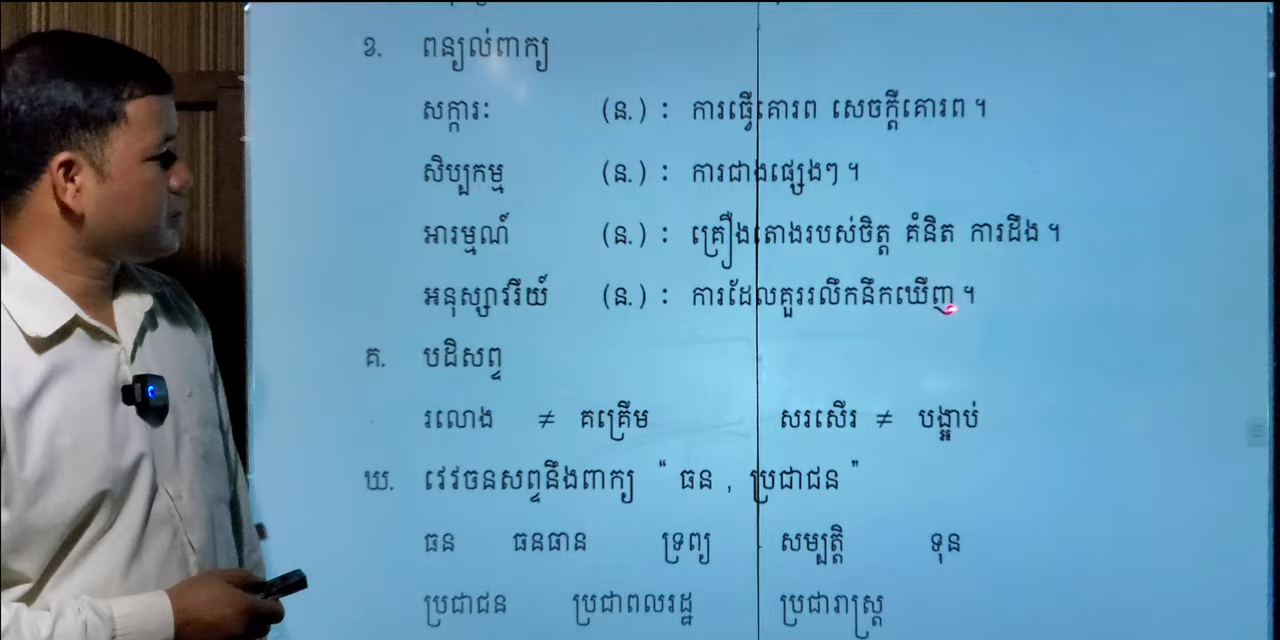 ខ. ពន្យល់ពាក្យ
សក្ការៈ (ន.) : ការធ្វើគោរព សេចក្ដីគោរព ។
សិប្បកម្ម (ន.) : ការជាងផ្សេងៗ ។
អារម្មណ៍ (ន.) : គ្រឿងតោងរបស់ចិត្ត គំនិត ការដឹង ។
អនុស្សាវរីយ៍ (ន.) : ការដែលគួររលឹកនឹកឃើញ ។
គ. បដិសព្ទ
រលោង ≠ គគ្រើម សរសើរ ≠ បង្អាប់
ឃ. វេវចនសព្ទនឹងពាក្យ “ ធន , ប្រជាជន ”
ធន ធនធាន ទ្រព្យ សម្បត្តិ ទុន
ប្រជាជន ប្រជាពលរដ្ឋ ប្រជារាស្ត្រ